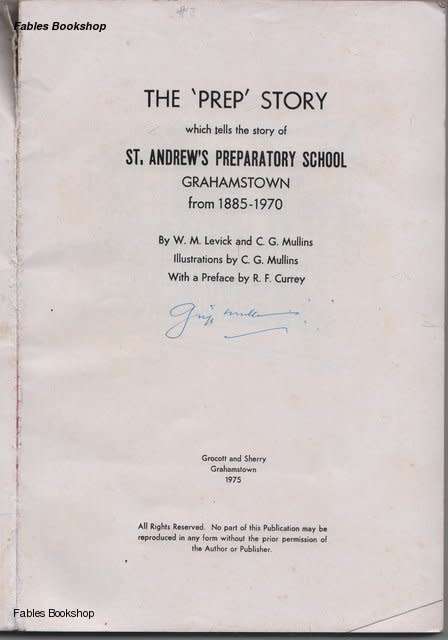 Fables Bookshop
THE 'PREP' STORY
which tells the story of
ST. ANDREW'S PREPARATORY SCHOOL
GRAHAMSTOWN
from 1885-1970
By W. M. Levick and C. G. Mullins
Illustrations by C. G. Mullins
With a Preface by R. F. Currey
Grocott and Sherry
Grahamstown
1975
All Rights Reserved. No part of this Publication may be
reproduced in any form without the prior permission of
the Author or Publisher.
Fables Bookshop